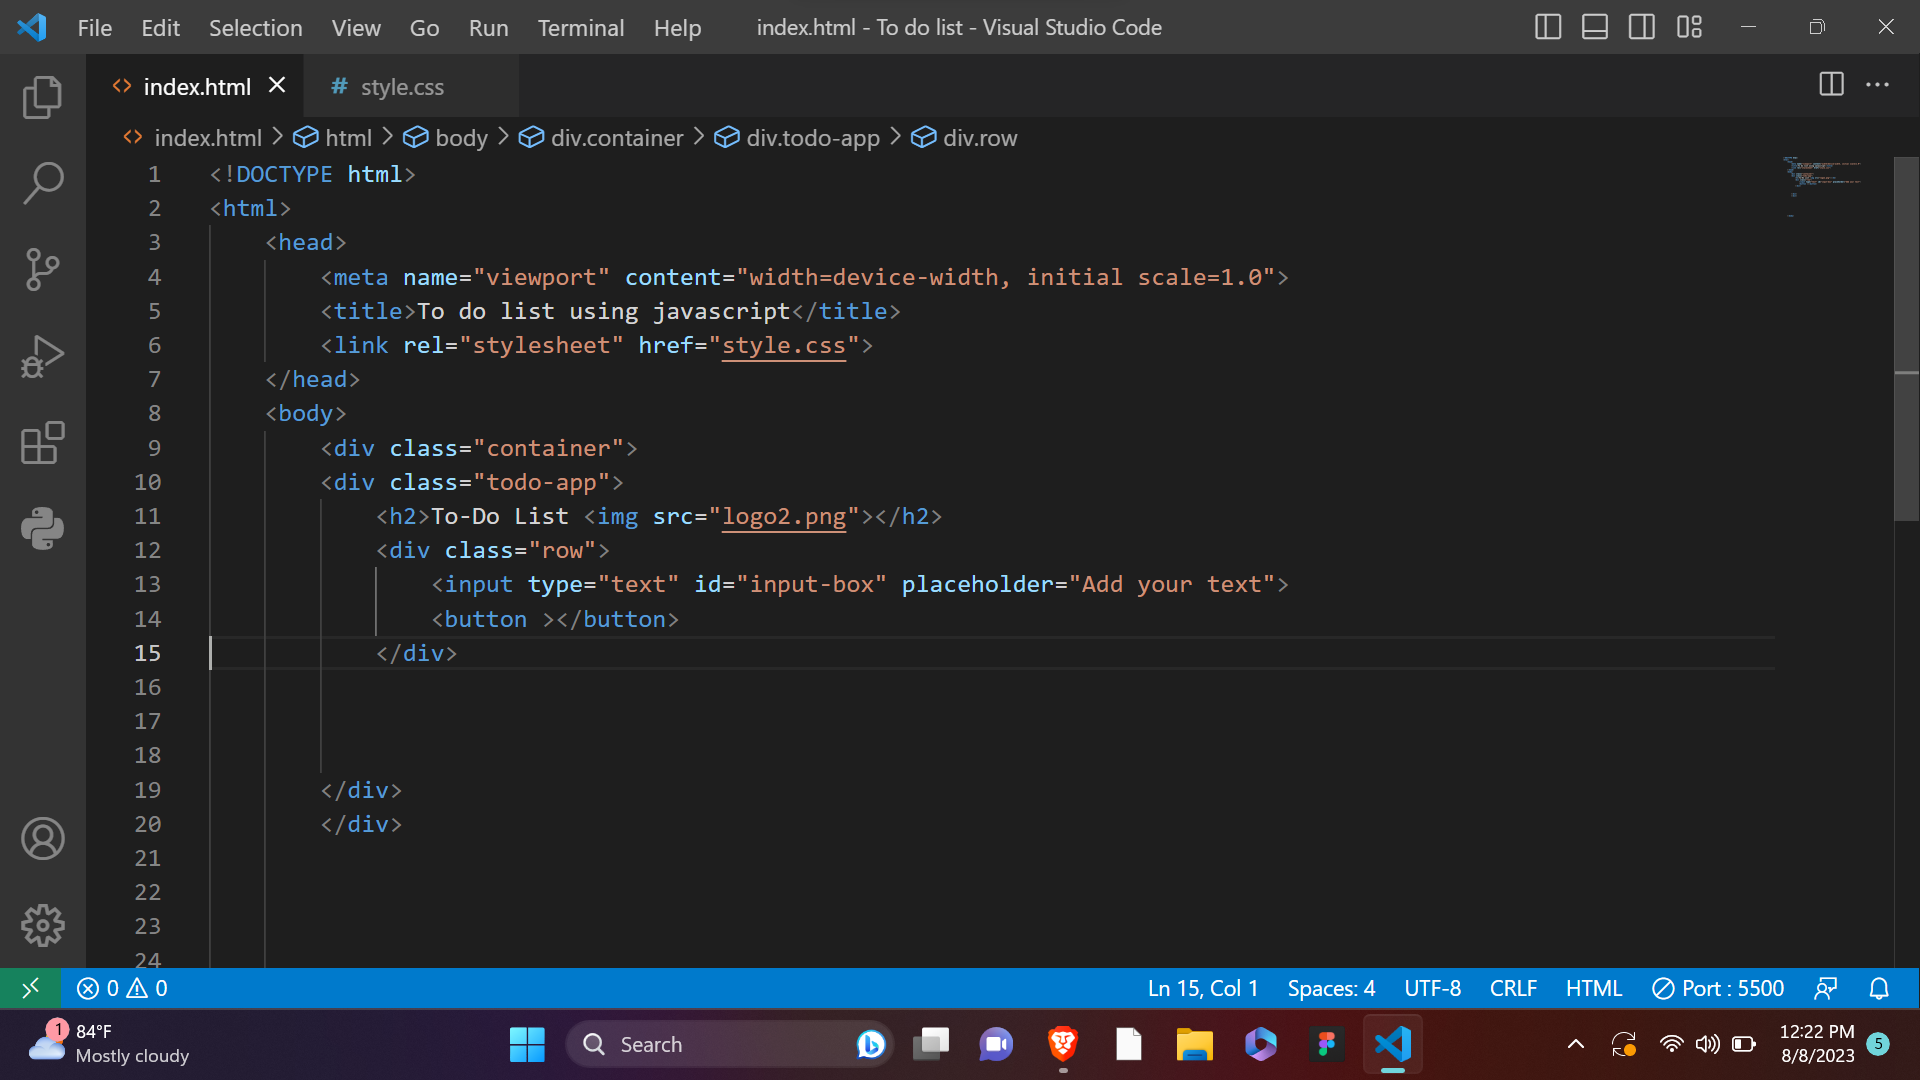 File Edit Selection View Go Run Terminal Help index.html - To do list - Visual Studio Code
<> index.html # style.css
<> index.html > html > body > div.container > div.todo-app > div.row
1 <!DOCTYPE html>
2 <html>
3 <head>
4 <meta name="viewport" content="width=device-width, initial scale=1.0">
5 <title>To do list using javascript</title>
6 <link rel="stylesheet" href="style.css">
7 </head>
8 <body>
9 <div class="container">
10 <div class="todo-app">
11 <h2>To-Do List <img src="logo2.png"></h2>
12 <div class="row">
13 <input type="text" id="input-box" placeholder="Add your text">
14 <button ></button>
15 </div>
16
17
18
19 </div>
20 </div>
21
22
23
24
0 0 Ln 15, Col 1 Spaces: 4 UTF-8 CRLF HTML Port : 5500
1 84°F
Mostly cloudy
Search
12:22 PM
8/8/2023
5